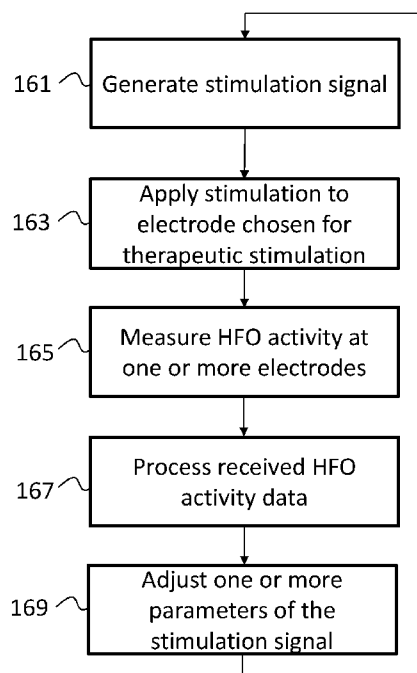 161
Generate stimulation signal
163
Apply stimulation to
electrode chosen for
therapeutic stimulation
165
Measure HFO activity at
one or more electrodes
167
Process received HFO
activity data
169
Adjust one or more
parameters of the
stimulation signal